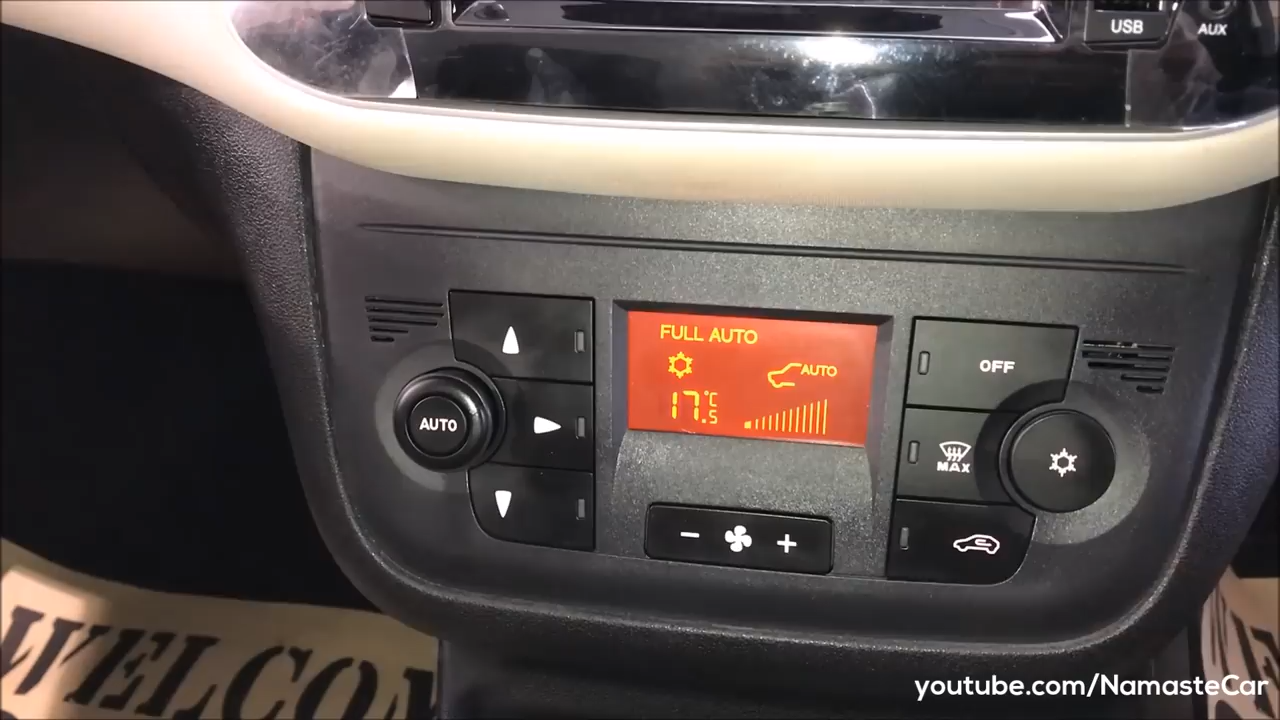 USB
AUX
FULL AUTO
AUTO
17.5 °C
OFF
AUTO
MAX
− +
WELCOM
youtube.com/NamasteCar